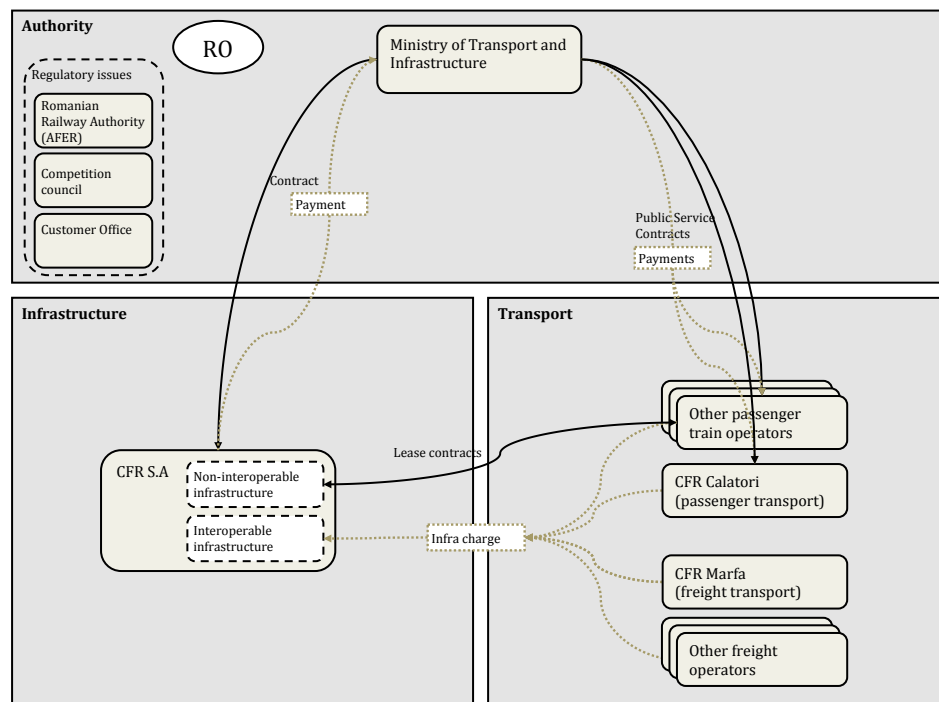 Authority
RO
Ministry of Transport and
Infrastructure
Regulatory issues
Romanian
Railway Authority
(AFER)
Competition
council
Customer Office
Contract
Payment
Public Service
Contracts
Payments
Infrastructure
Transport
Other passenger
train operators
Lease contracts
CFR S.A
Non-interoperable
infrastructure
CFR Calatori
(passenger transport)
Interoperable
infrastructure
Infra charge
CFR Marfa
(freight transport)
Other freight
operators